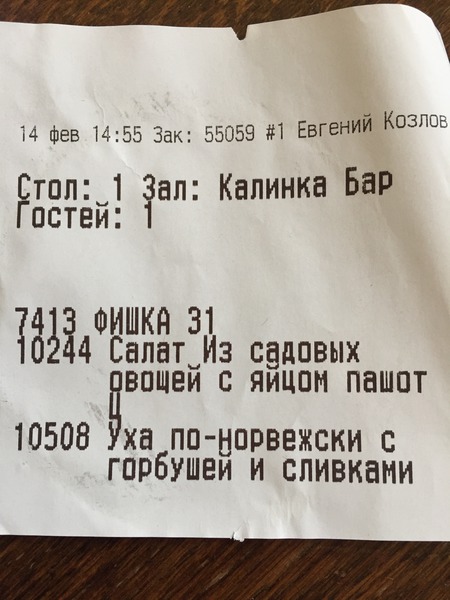 14 фев 14:55 Зак: 55059 #1 Евгений Козлов
Стол: 1 Зал: Калинка Бар
Гостей: 1
7413 ФИШКА 31
10244 Салат Из садовых
овощей с яйцом пашот
Ц
10508 Уха по-норвежски с
горбушей и сливками